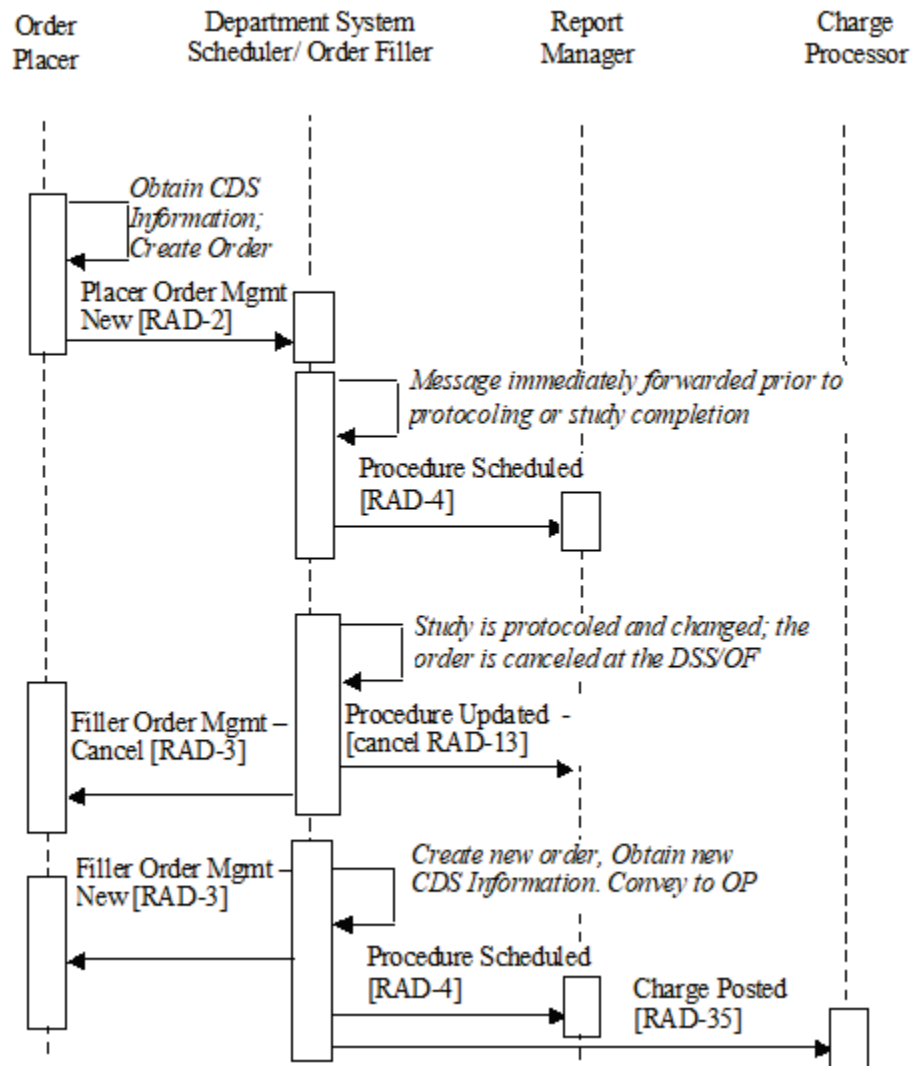 Order
Placer
Department System
Scheduler/ Order Filler
Report
Manager
Charge
Processor
Obtain CDS
Information;
Create Order
Placer Order Mgmt
New [RAD-2]
Message immediately forwarded prior to
protocoling or study completion
Procedure Scheduled
[RAD-4]
Study is protocoled and changed; the
order is canceled at the DSS/OF
Filler Order Mgmt –
Cancel [RAD-3]
Procedure Updated -
[cancel RAD-13]
Filler Order Mgmt –
New [RAD-3]
Create new order, Obtain new
CDS Information. Convey to OP
Procedure Scheduled
[RAD-4]
Charge Posted
[RAD-35]